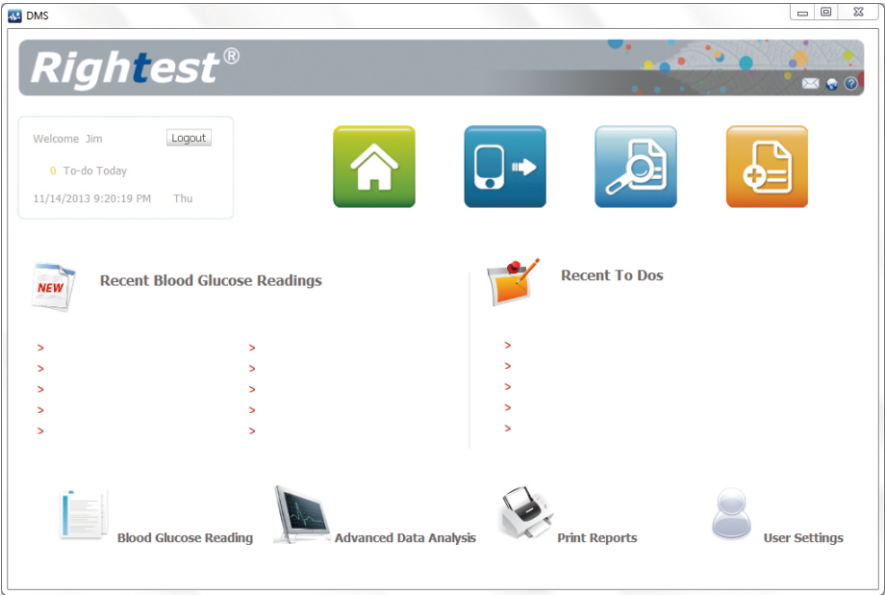 DMS
Rightest®
Welcome Jim
Logout
0 To-do Today
11/14/2013 9:20:19 PM Thu
NEW
Recent Blood Glucose Readings
Recent To Dos
> > >
> > >
> > >
> > >
> > >
Blood Glucose Reading
Advanced Data Analysis
Print Reports
User Settings